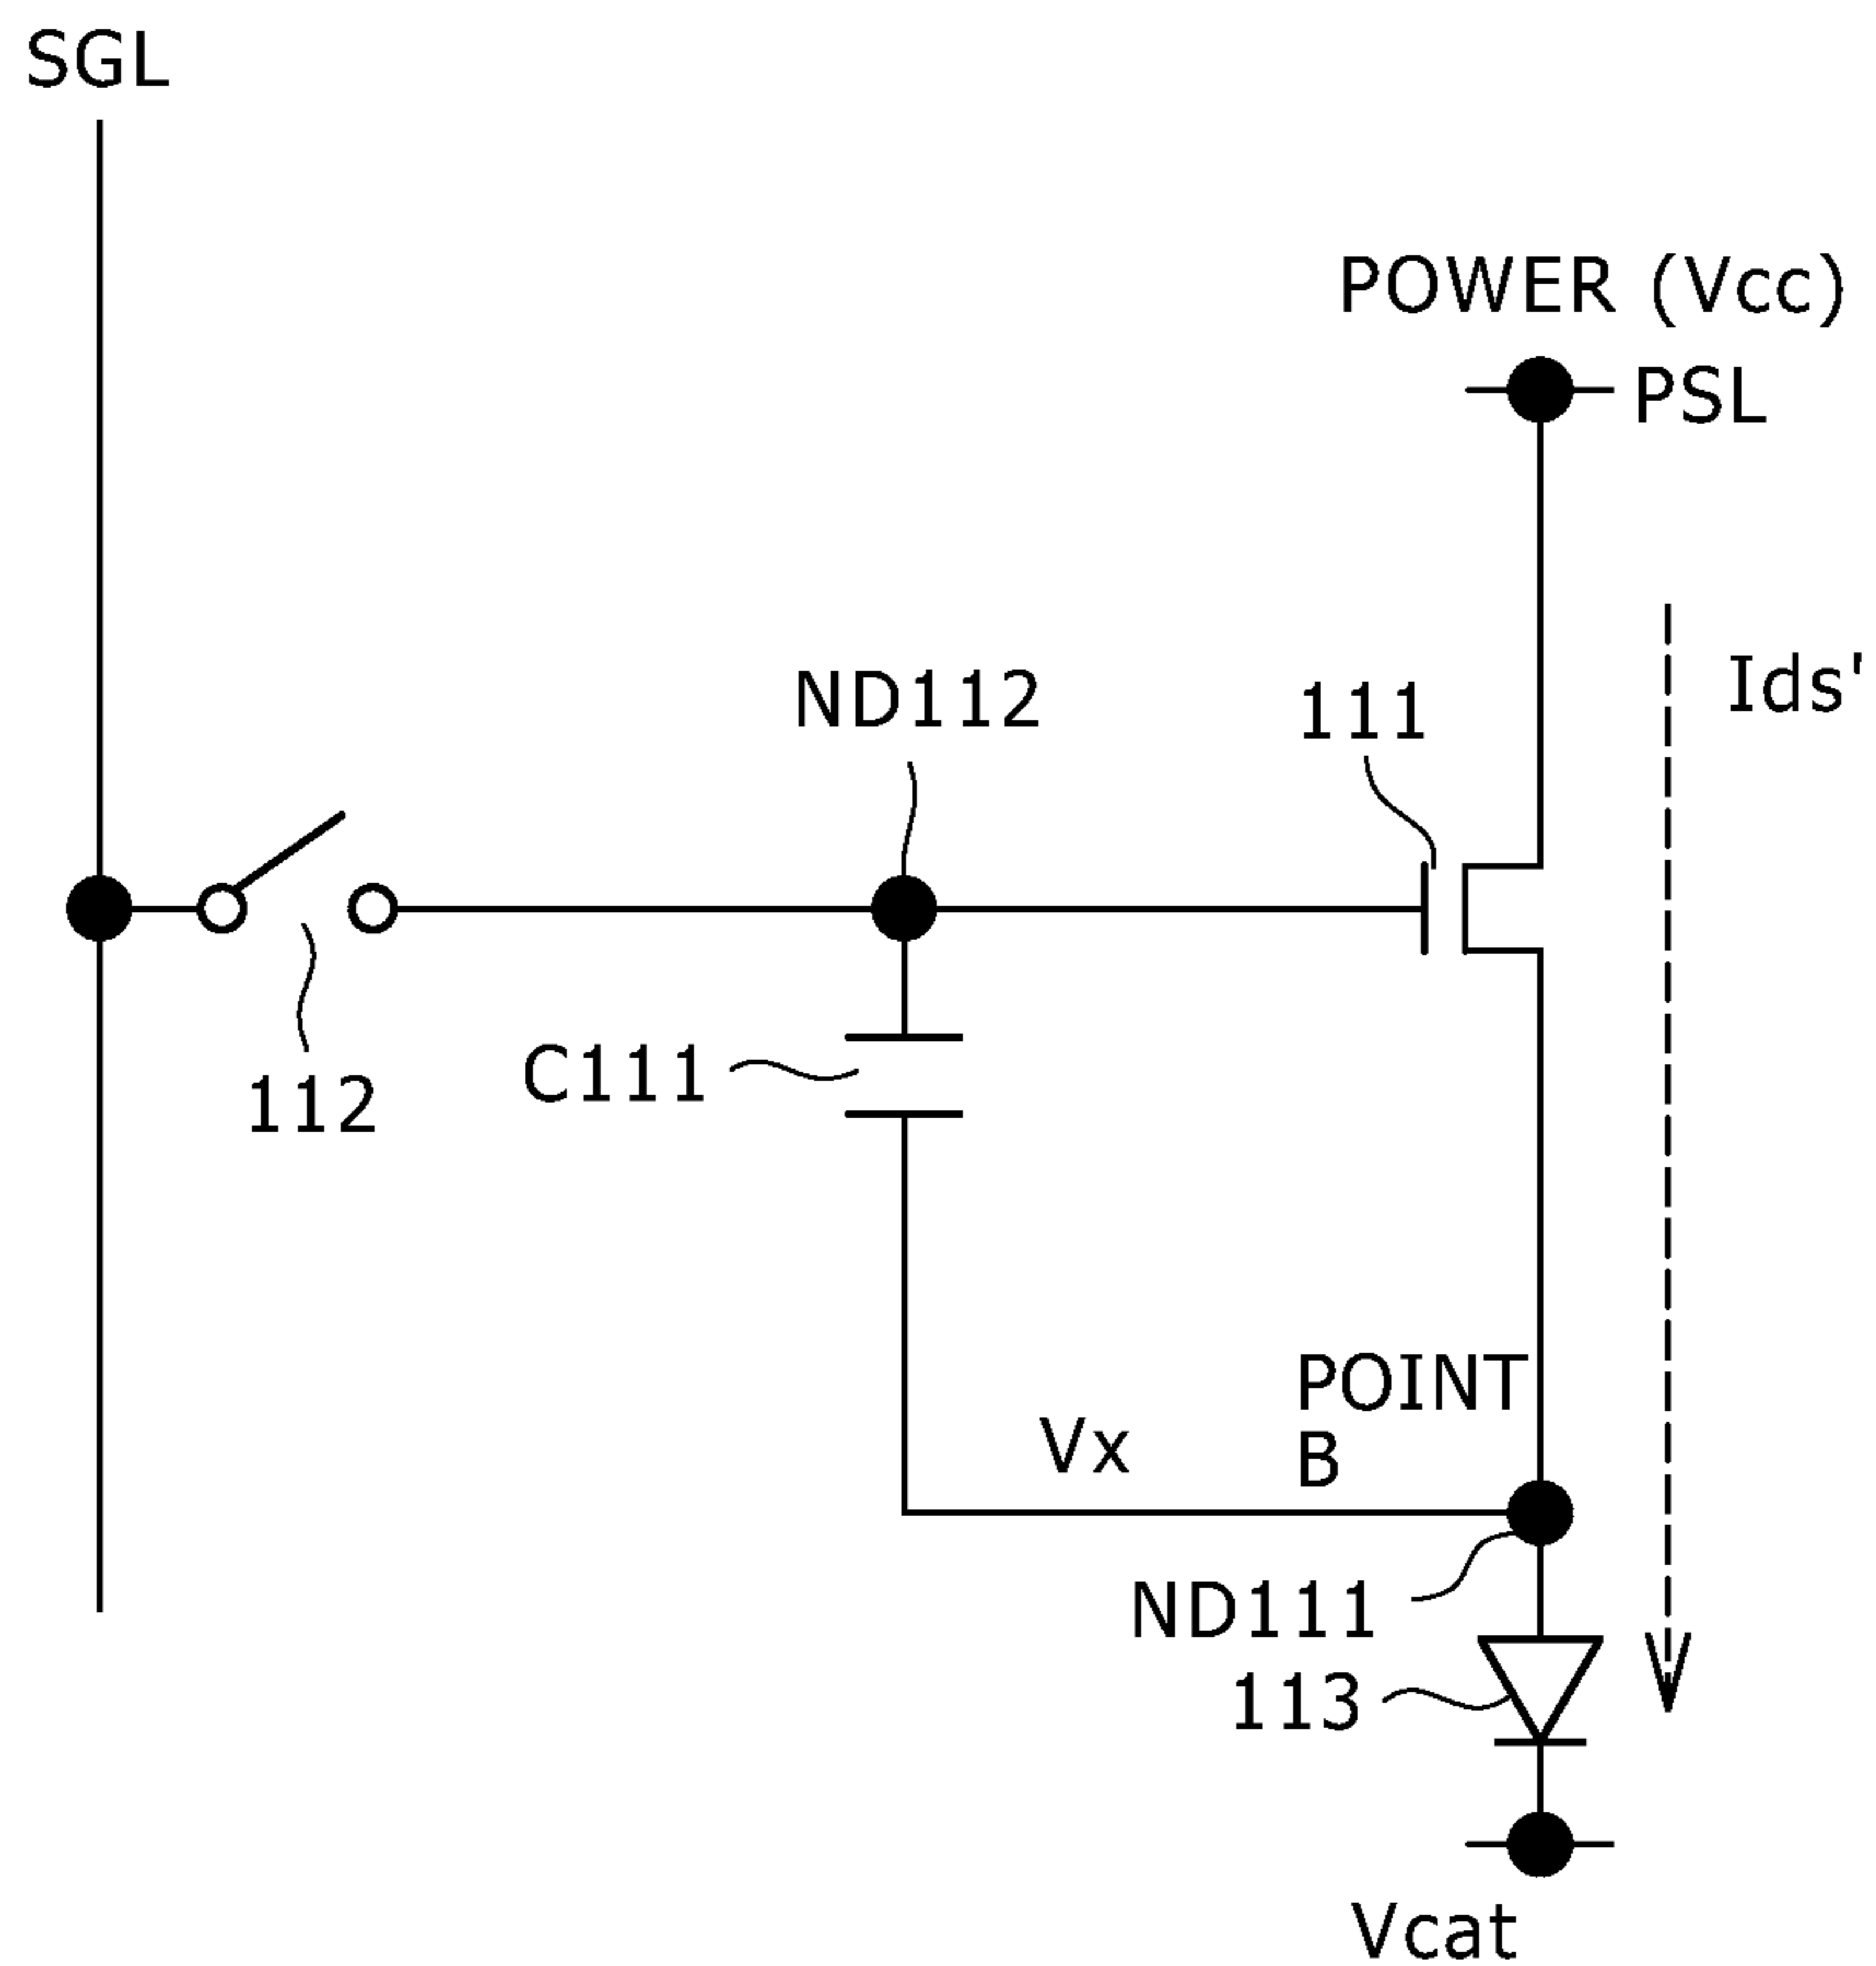 SGL
POWER (Vcc)
PSL
Ids'
ND112
111
C111
112
POINT
B
Vx
ND111
113
Vcat